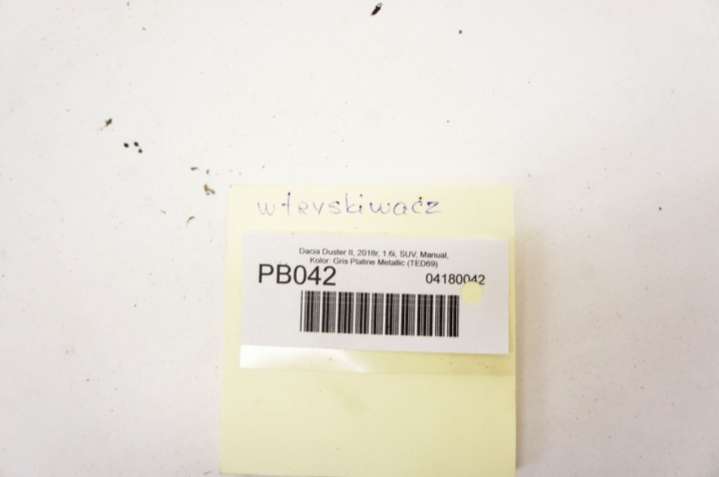 wtryskiwacz
Dacia Duster II, 2018r, 1.6i, SUV, Manual,
Kolor: Gris Platine Metallic (TED69)
PB042
04180042